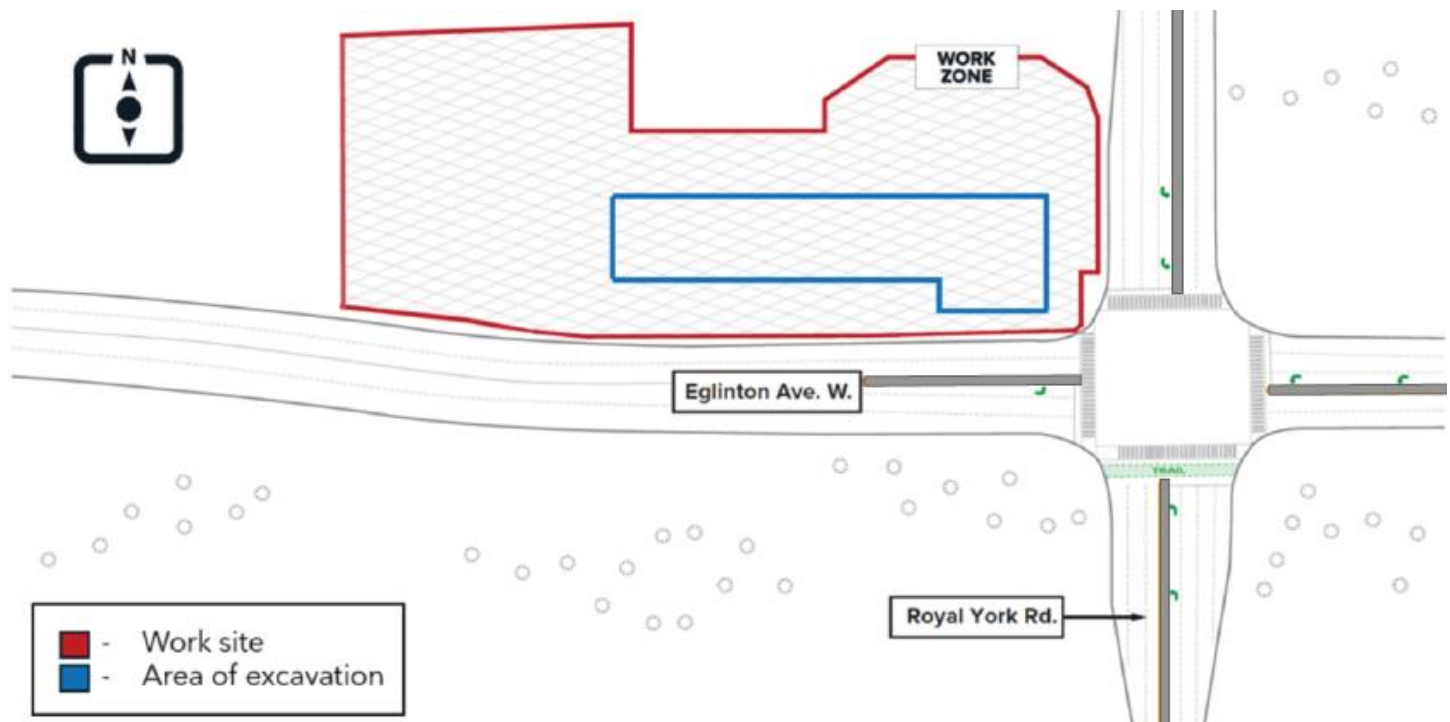 N
WORK
ZONE
Eglinton Ave. W.
TRAIL
Royal York Rd.
- Work site
- Area of excavation